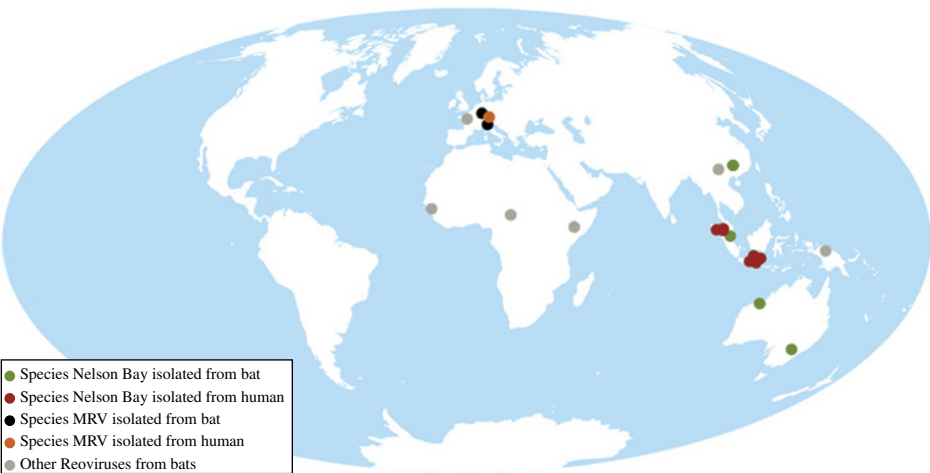 Species Nelson Bay isolated from bat
Species Nelson Bay isolated from human
Species MRV isolated from bat
Species MRV isolated from human
Other Reoviruses from bats